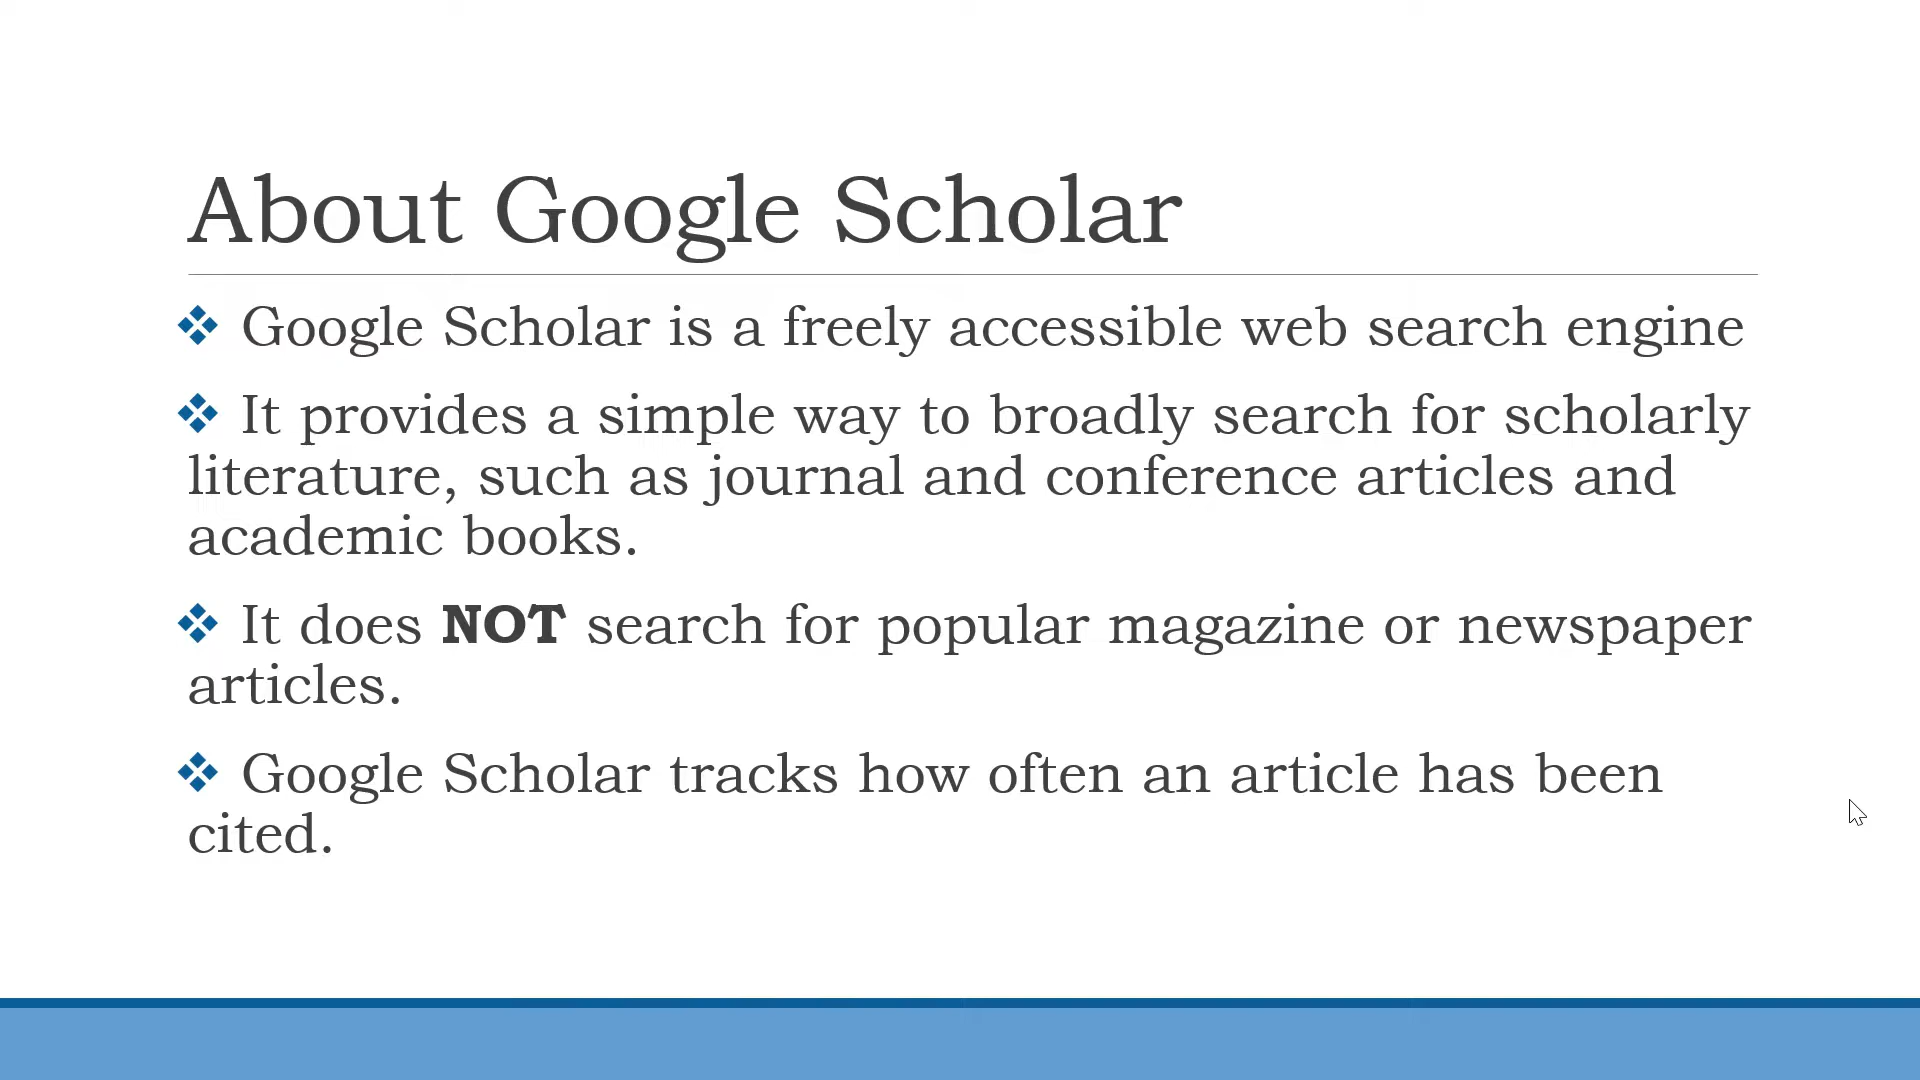 About Google Scholar
❖ Google Scholar is a freely accessible web search engine
❖ It provides a simple way to broadly search for scholarly
literature, such as journal and conference articles and
academic books.
❖ It does NOT search for popular magazine or newspaper
articles.
❖ Google Scholar tracks how often an article has been
cited.